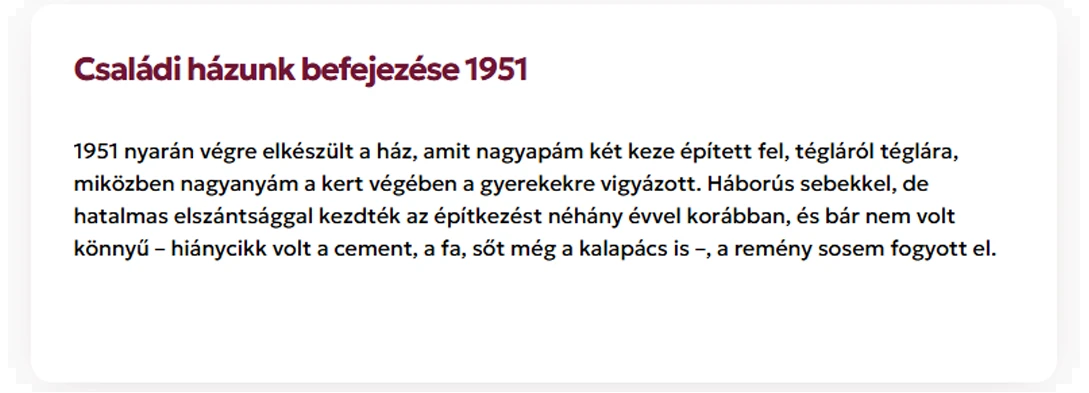 Családi házunk befejezése 1951
1951 nyarán végre elkészült a ház, amit nagyapám két keze épített fel, tégláról téglára,
miközben nagyanyám a kert végében a gyerekekre vigyázott. Háborús sebekkel, de
hatalmas elszántsággal kezdték az építkezést néhány évvel korábban, és bár nem volt
könnyű – hiánycikk volt a cement, a fa, sőt még a kalapács is –, a remény sosem fogyott el.